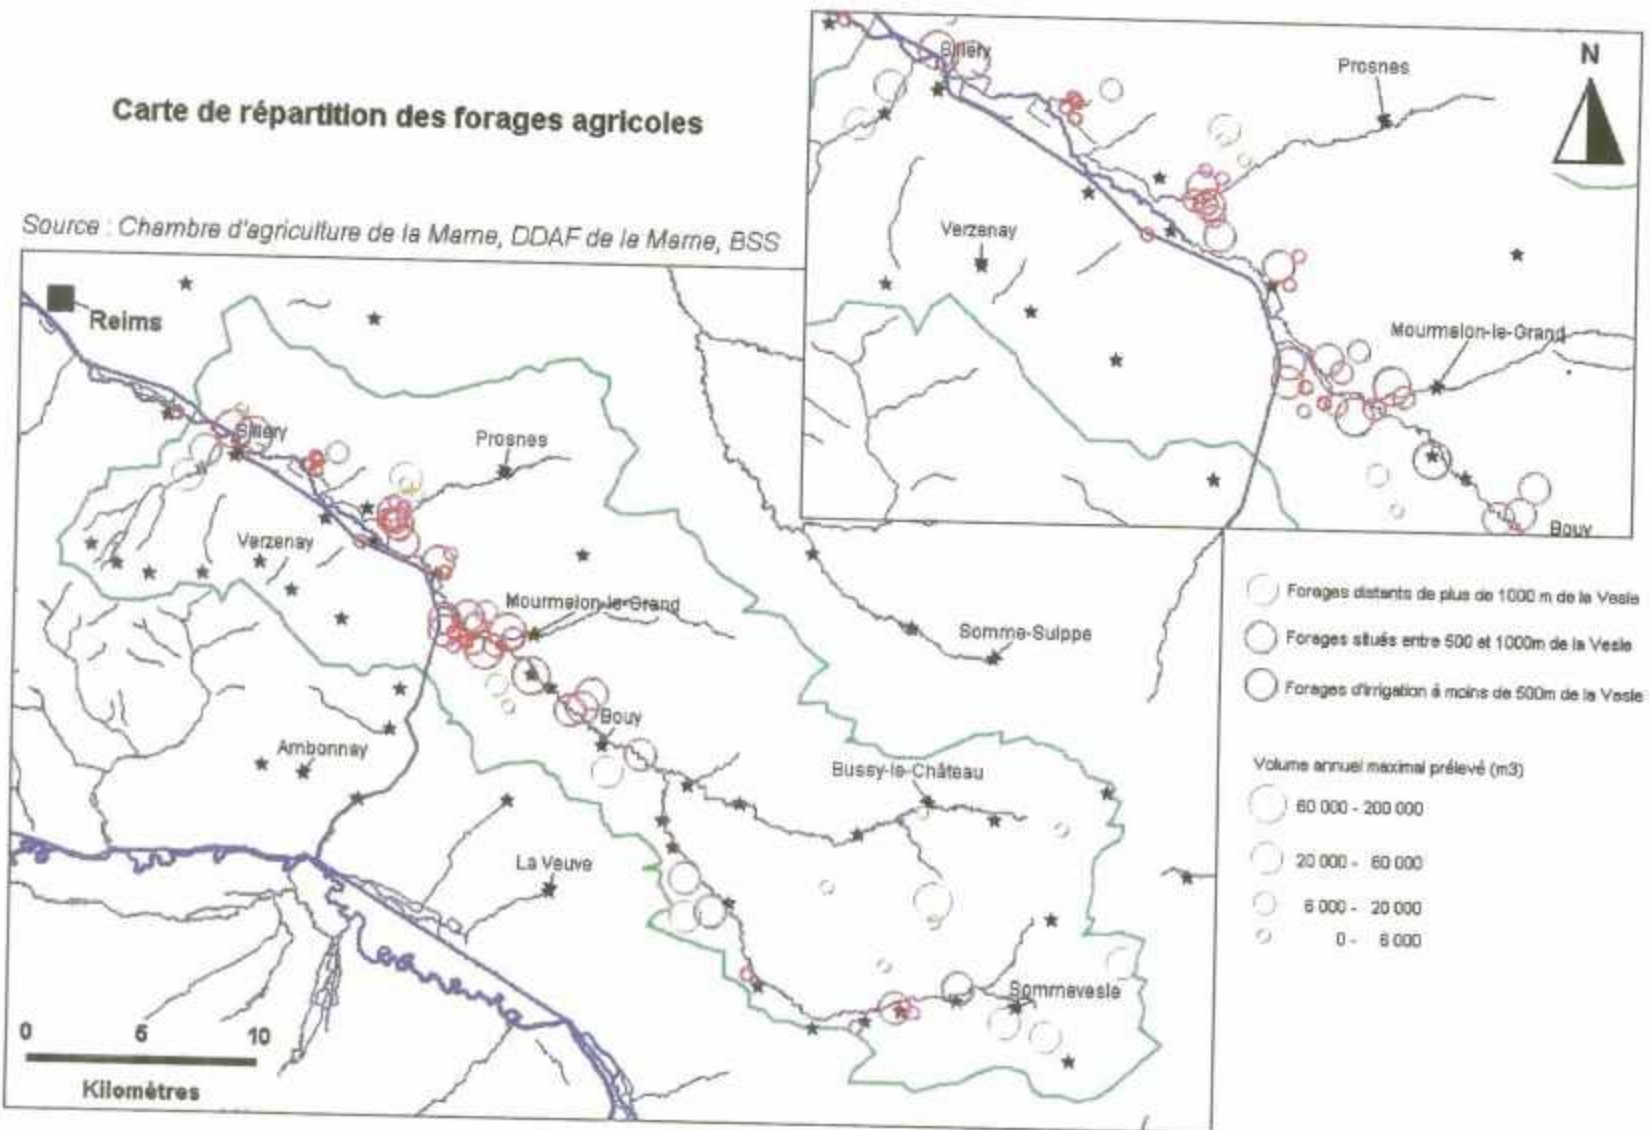 Carte de répartition des forages agricoles
Source : Chambre d'agriculture de la Marne, DDAF de la Marne, BSS
Reims
Sillery
Prosnes
Verzenay
Mourmelon-le-Grand
Bouy
Ambonnay
La Veuve
Bussy-le-Château
Somme-Suippe
Sommevesle
0 5 10
Kilomètres
N
Sillery
Prosnes
Verzenay
Mourmelon-le-Grand
Bouy
Forages distants de plus de 1000 m de la Vesle
Forages situés entre 500 et 1000m de la Vesle
Forages d'irrigation à moins de 500m de la Vesle
Volume annuel maximal prélevé (m3)
60 000 - 200 000
20 000 - 60 000
6 000 - 20 000
0 - 6 000